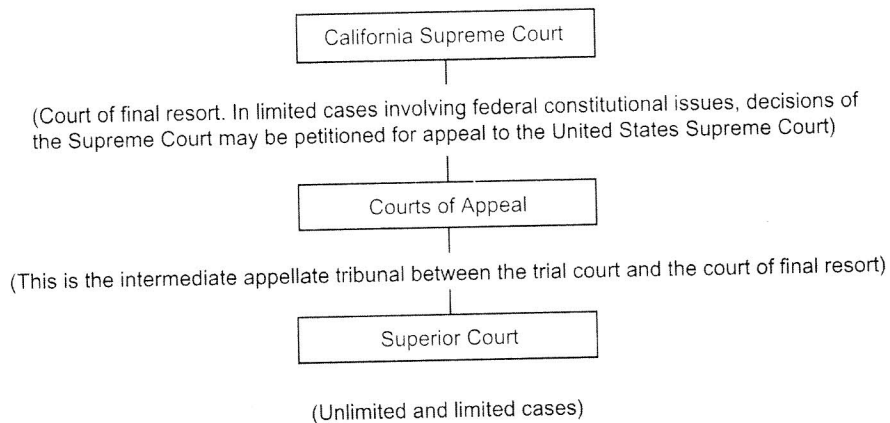 California Supreme Court
(Court of final resort. In limited cases involving federal constitutional issues, decisions of
the Supreme Court may be petitioned for appeal to the United States Supreme Court)
Courts of Appeal
(This is the intermediate appellate tribunal between the trial court and the court of final resort)
Superior Court
(Unlimited and limited cases)